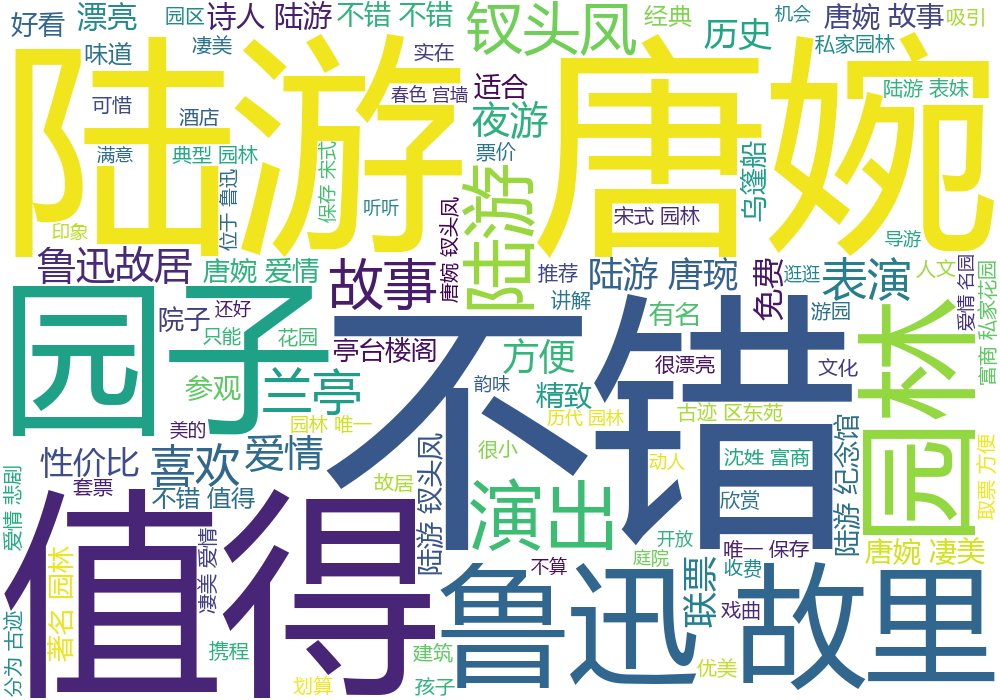 好看
漂亮
园区
诗人 陆游
不错 不错
钗头凤
经典
历史
机会
唐婉 故事
吸引
味道
凄美
实在
私家园林
陆游 唐婉
可惜
酒店
春色 宫墙
适合
夜游
陆游 表妹
满意
典型 园林
保存 宋式
票价
乌篷船
位于 鲁迅
听听
陆游
宋式 园林
印象
唐婉 钗头凤
导游
鲁迅故居
唐婉 爱情
故事
推荐
陆游 唐琬
免费
逛逛
表演
人文
爱情 名园
富商 私家花园
园子
院子
还好
只能
花园
讲解
不错
有名
游园
园林
亭台楼阁
方便
很漂亮
文化
参观
兰亭
韵味
精致
历代 园林
古迹 区东苑
美的
园林 唯一
性价比
喜欢
爱情
陆游 钗头凤
很小
动人
沈姓 富商
陆游 纪念馆
取票 方便
爱情 悲剧
套票
不错 值得
故居
演出
欣赏
值得
凄美 爱情
开放
唯一 保存
唐婉 凄美
著名 园林
不算
庭院
联票
收费
鲁迅故里
分为 古迹
携程
建筑
戏曲
优美
划算
孩子